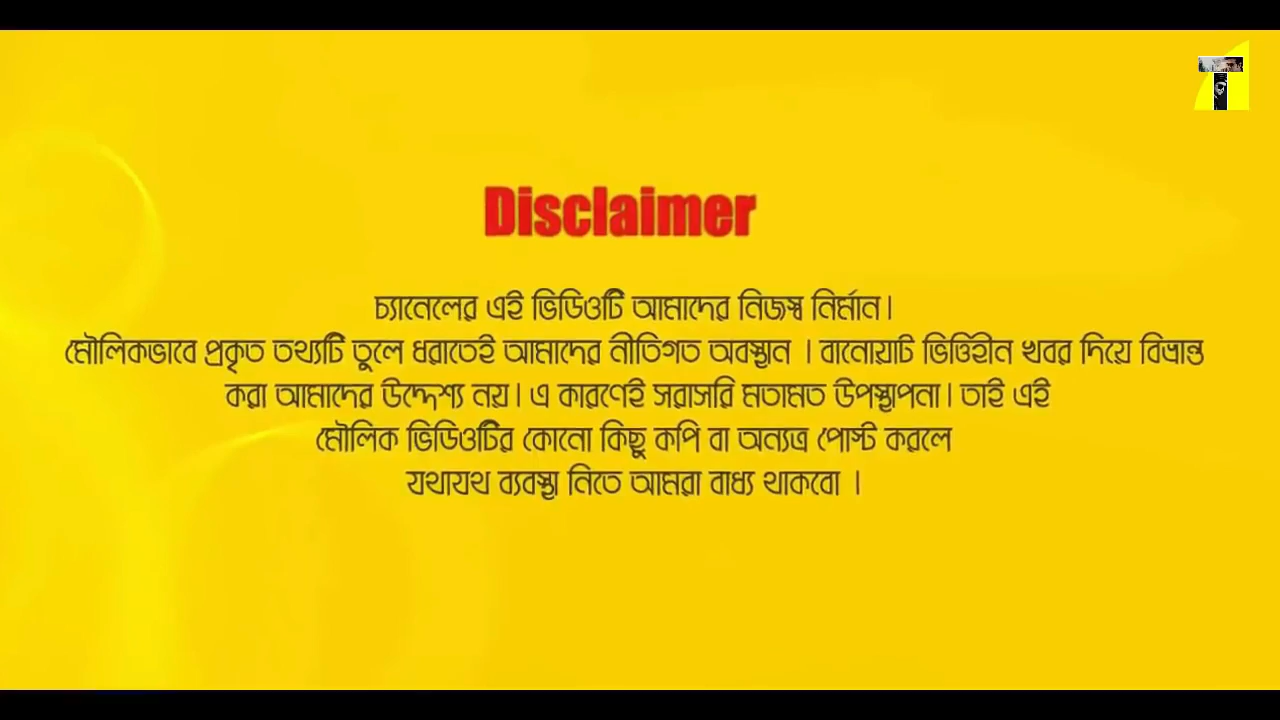 Disclaimer
চ্যানেলের এই ভিডিওটি আমাদের নিজস্ব নির্মান।
মৌলিকভাবে প্রকৃত তথ্যটি তুলে ধরাতেই আমাদের নীতিগত অবস্থান । বানোয়াট ভিত্তিহীন খবর দিয়ে বিভ্রান্ত
করা আমাদের উদ্দেশ্য নয়। এ কারণেই সরাসরি মতামত উপস্থাপনা। তাই এই
মৌলিক ভিডিওটির কোনো কিছু কপি বা অন্যত্র পোস্ট করলে
যথাযথ ব্যবস্থা নিতে আমরা বাধ্য থাকবো ।
T